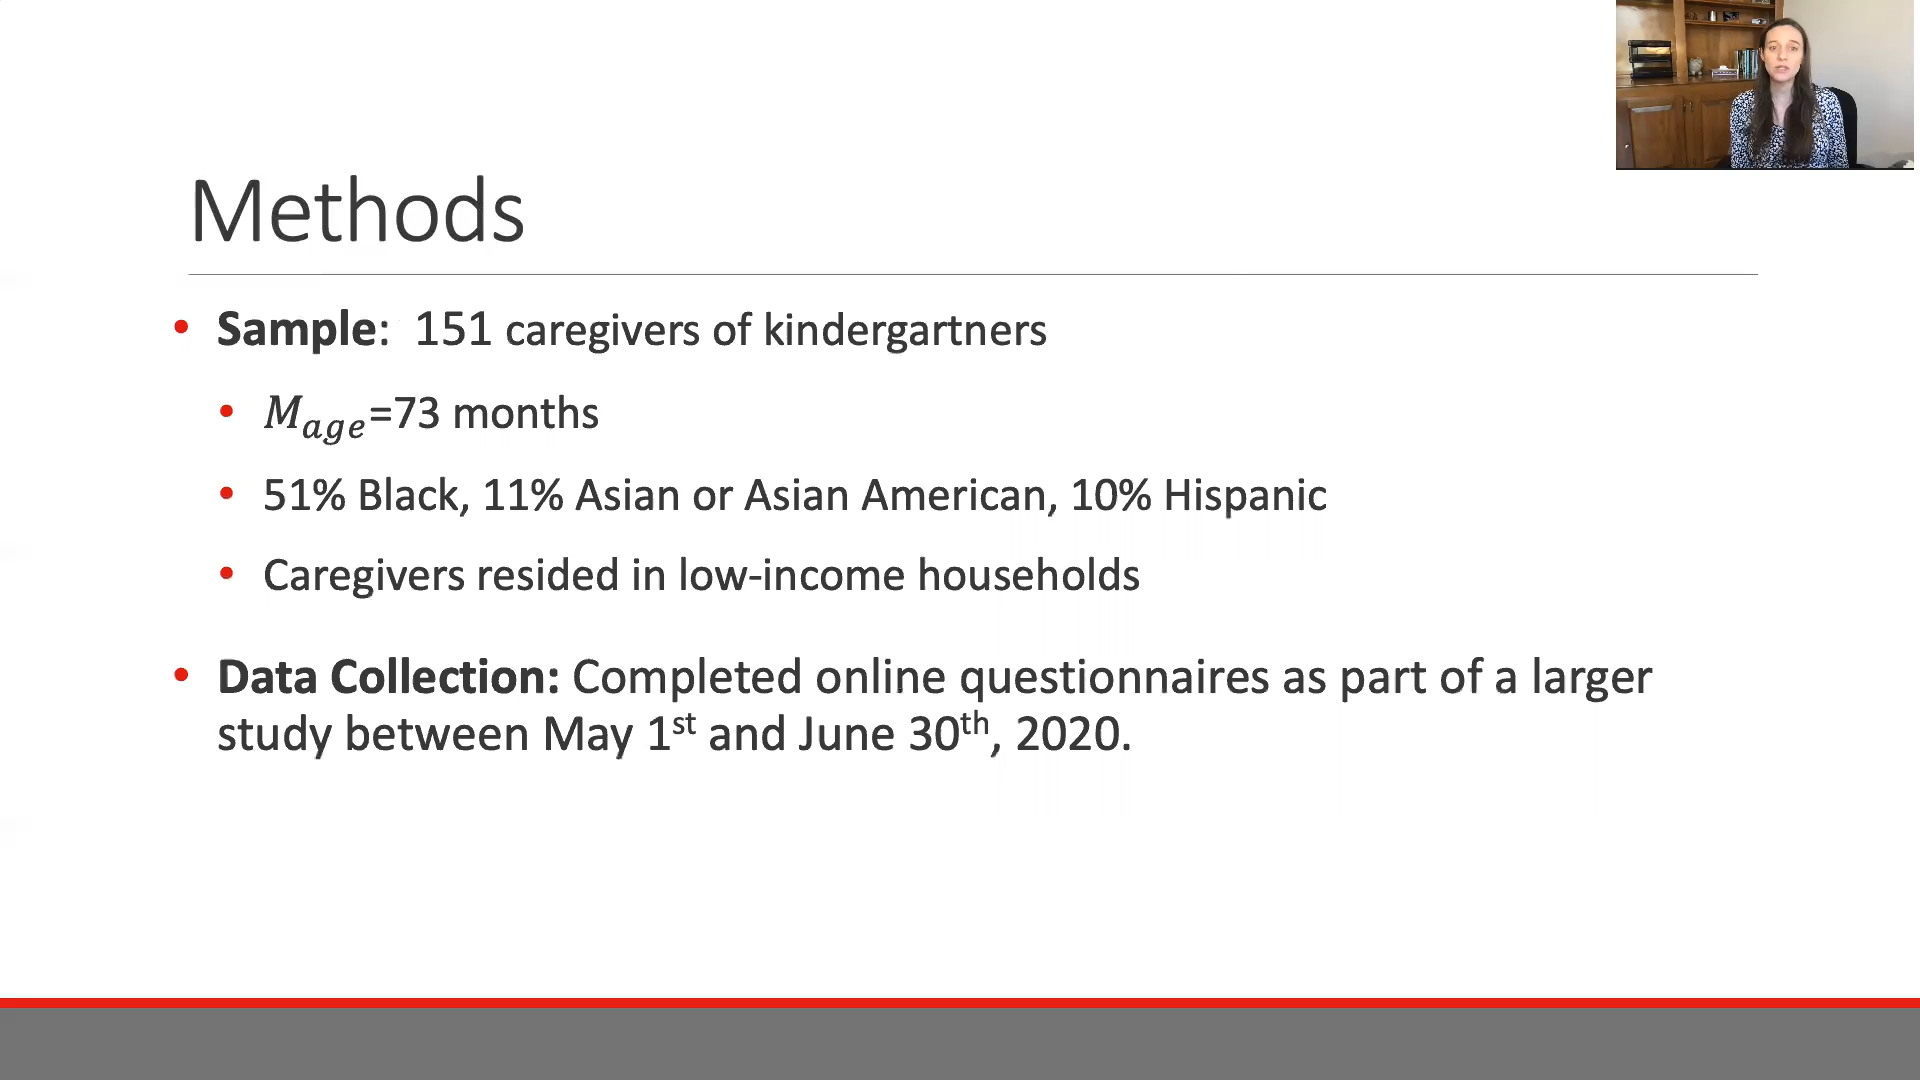 Methods
• Sample:  151 caregivers of kindergartners
• M_age=73 months
• 51% Black, 11% Asian or Asian American, 10% Hispanic
• Caregivers resided in low-income households
• Data Collection: Completed online questionnaires as part of a larger
study between May 1st and June 30th, 2020.